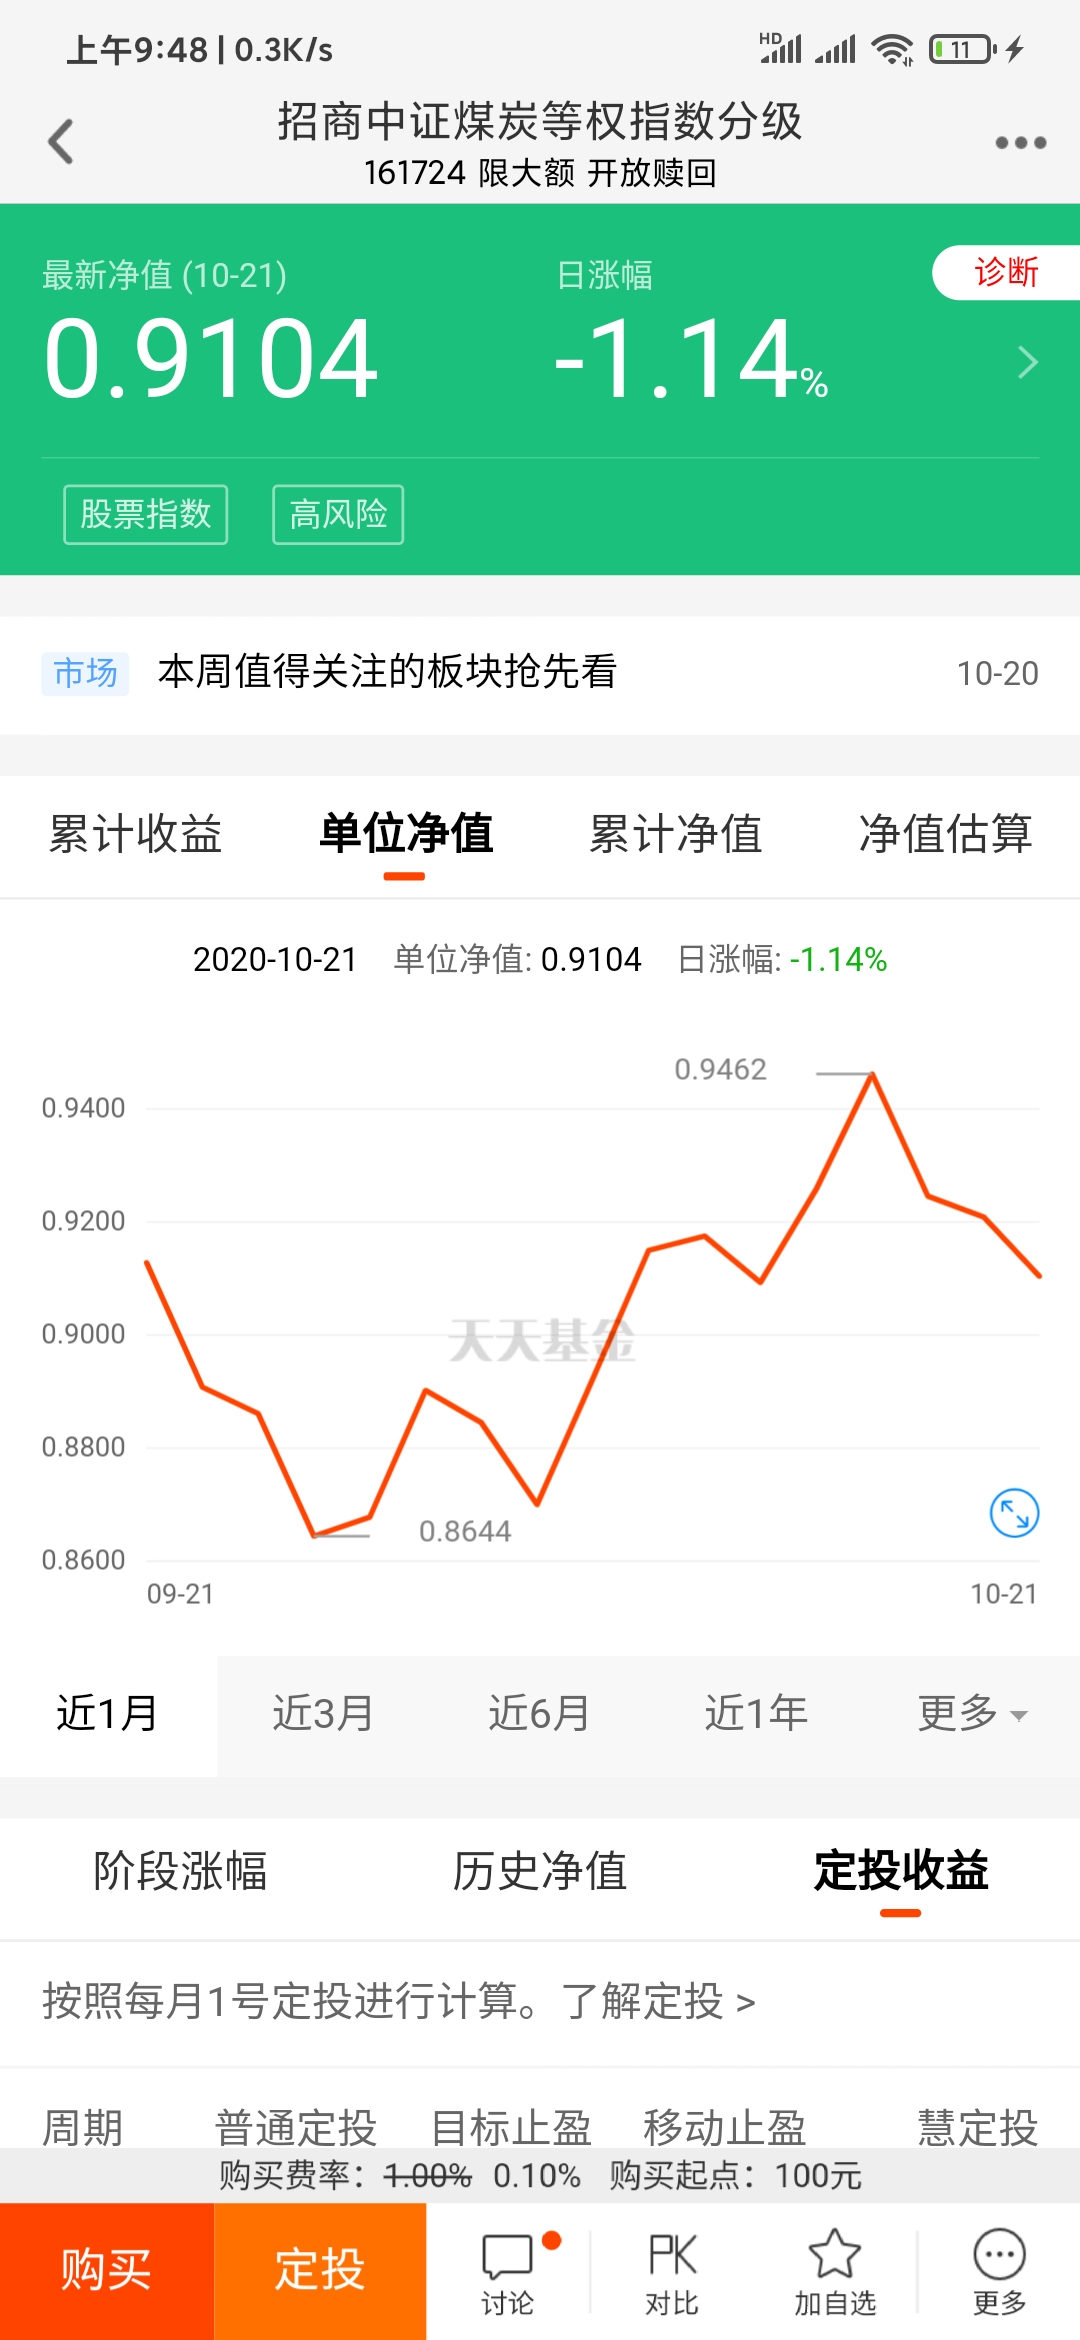 上午9:48 | 0.3K/s HD 11
招商中证煤炭等权指数分级
161724 限大额 开放赎回
最新净值 (10-21) 日涨幅 诊断
0.9104 -1.14%
股票指数 高风险
市场 本周值得关注的板块抢先看 10-20
累计收益 单位净值 累计净值 净值估算
2020-10-21 单位净值: 0.9104 日涨幅: -1.14%
0.9462
0.9400
0.9200
0.9000
天天基金
0.8800
0.8644
0.8600
09-21 10-21
近1月 近3月 近6月 近1年 更多
阶段涨幅 历史净值 定投收益
按照每月1号定投进行计算。了解定投 >
周期 普通定投 目标止盈 移动止盈 慧定投
购买费率：1.00% 0.10% 购买起点：100元
购买 定投 PK
讨论 对比 加自选 更多